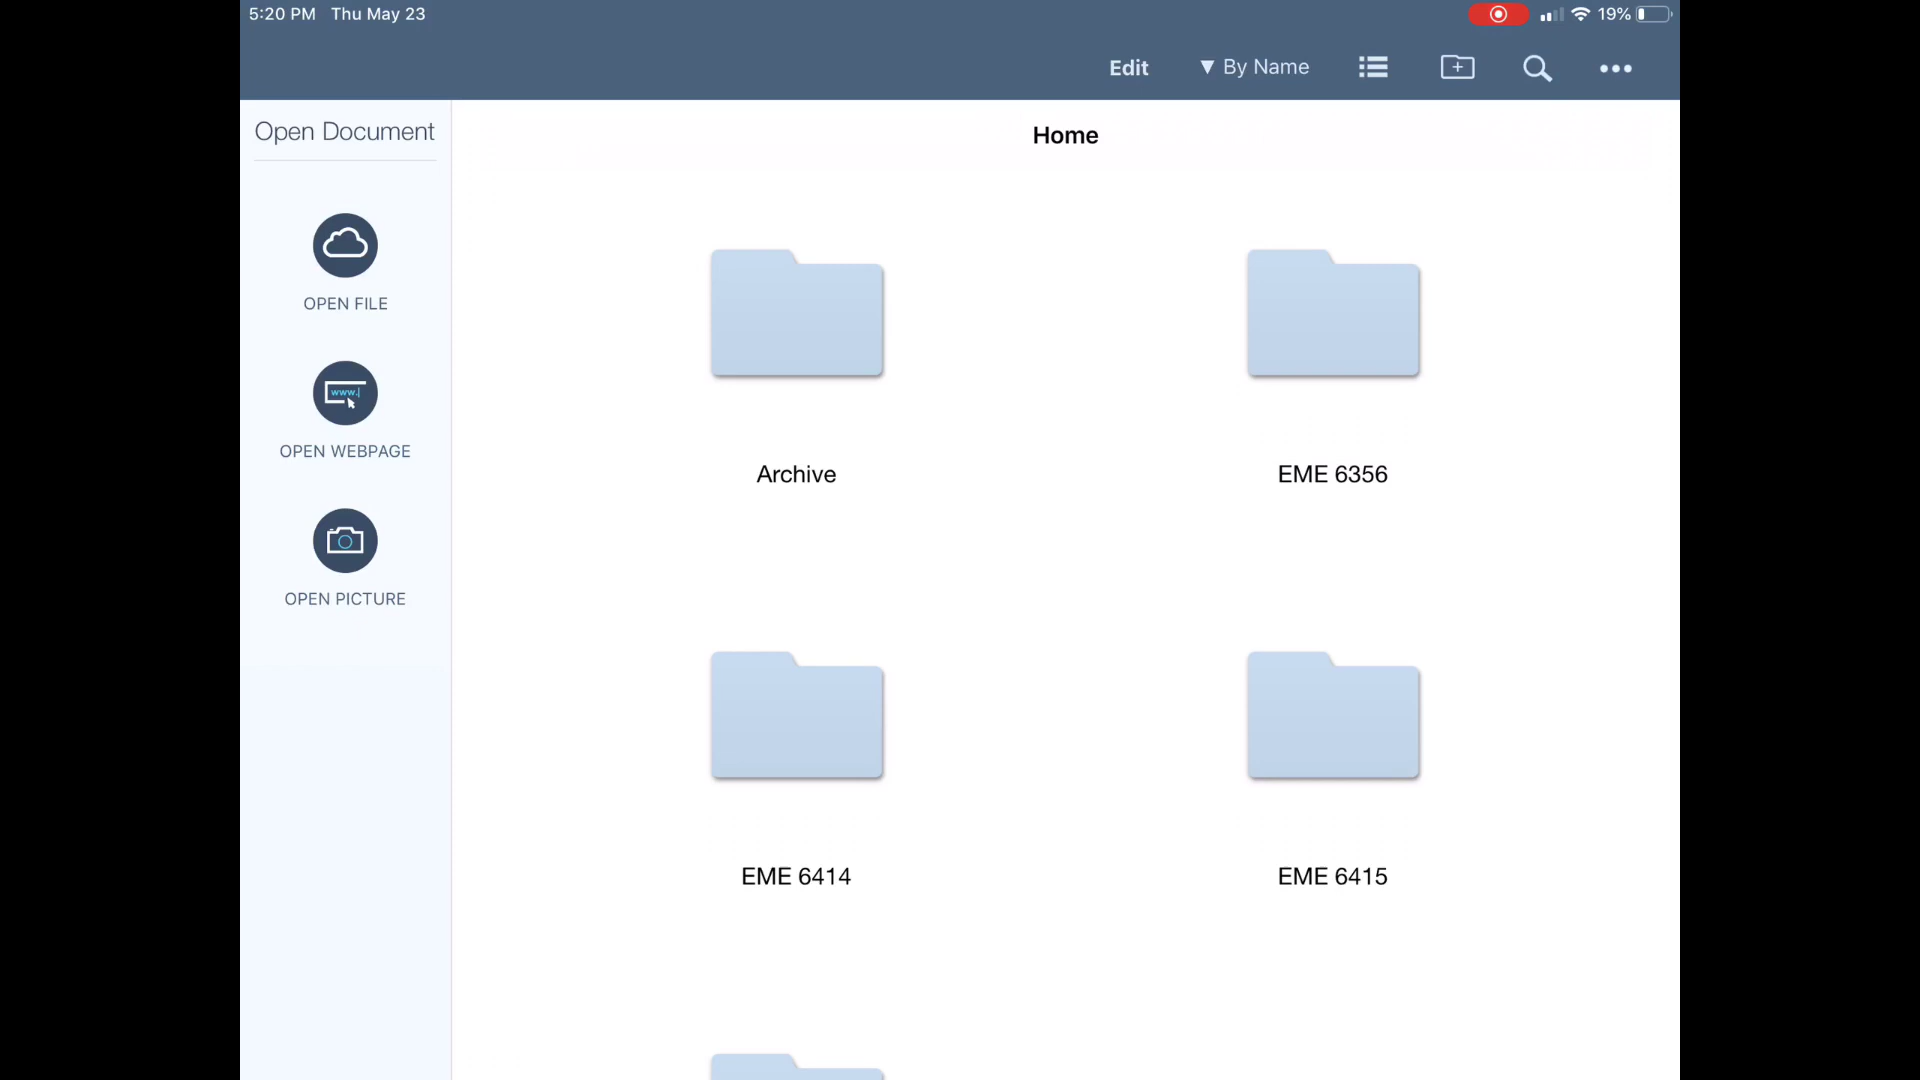 5:20 PM Thu May 23
19%
Edit ▼ By Name
Open Document
Home
OPEN FILE
www.
OPEN WEBPAGE
OPEN PICTURE
Archive
EME 6356
EME 6414
EME 6415